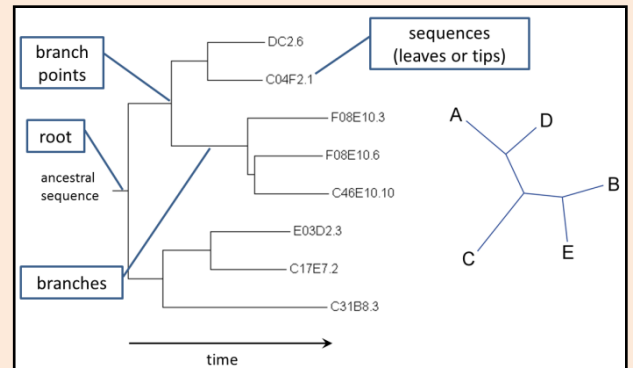 branch
points
root
ancestral
sequence
branches
DC2.6
C04F2.1
F08E10.3
F08E10.6
C46E10.10
E03D2.3
C17E7.2
C31B8.3
time
sequences
(leaves or tips)
A
D
B
C
E